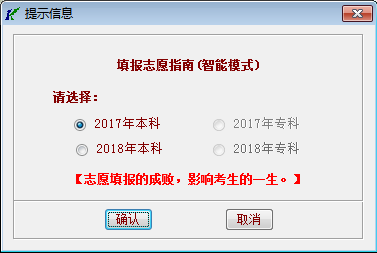 提示信息
填报志愿指南(智能模式)
请选择：
2017年本科 2017年专科
2018年本科 2018年专科
【志愿填报的成败，影响考生的一生。】
确认 取消